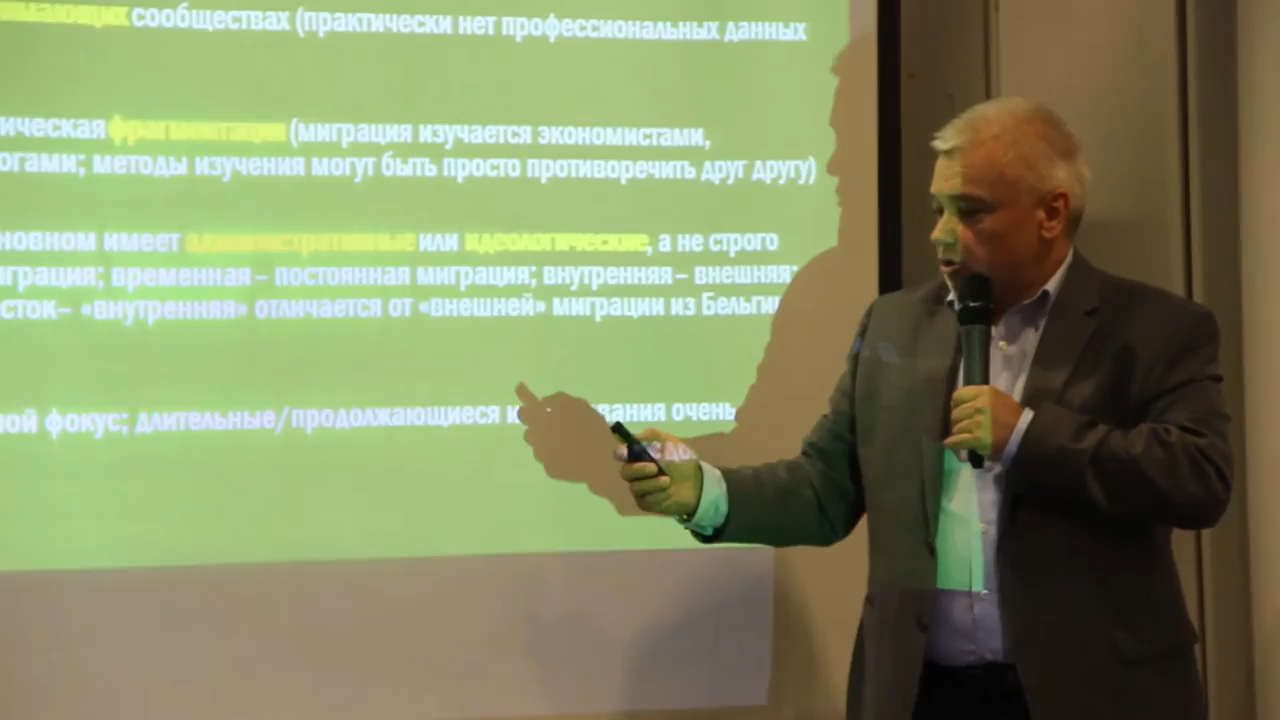 сообществах (практически нет профессиональных данных
ическая фрагментация (миграция изучается экономистами,
огами; методы изучения могут быть просто противоречить друг другу)
новном имеет административные или идеологические, а не строго
играция; временная – постоянная миграция; внутренняя – внешняя;
сток – «внутренняя» отличается от «внешней» миграции из Бельги
ной фокус; длительные/продолжающиеся очень